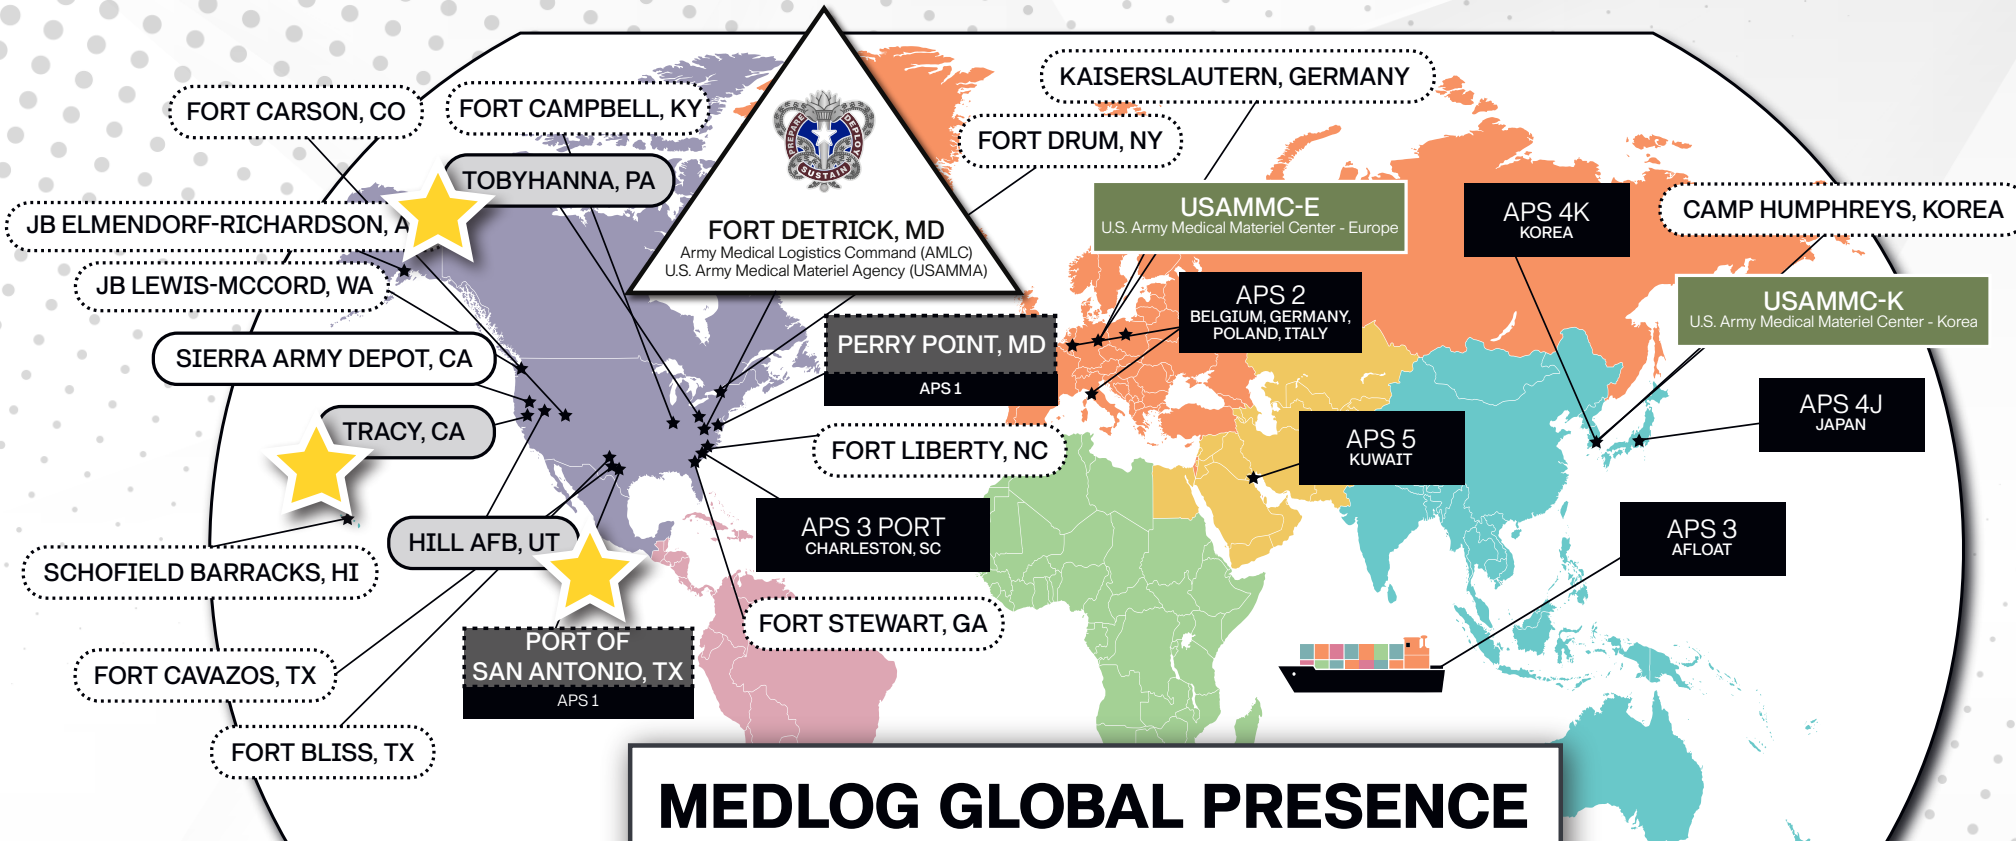 KAISERSLAUTERN, GERMANY
FORT CARSON, CO
FORT CAMPBELL, KY
PREPARE
DEPLOY
SUSTAIN
FORT DRUM, NY
TOBYHANNA, PA
USAMMC-E
U.S. Army Medical Materiel Center - Europe
APS 4K
KOREA
CAMP HUMPHREYS, KOREA
JB ELMENDORF-RICHARDSON, A
FORT DETRICK, MD
Army Medical Logistics Command (AMLC)
U.S. Army Medical Materiel Agency (USAMMA)
JB LEWIS-MCCORD, WA
APS 2
BELGIUM, GERMANY,
POLAND, ITALY
USAMMC-K
U.S. Army Medical Materiel Center - Korea
SIERRA ARMY DEPOT, CA
PERRY POINT, MD
APS 1
TRACY, CA
FORT LIBERTY, NC
APS 5
KUWAIT
APS 4J
JAPAN
HILL AFB, UT
APS 3 PORT
CHARLESTON, SC
APS 3
AFLOAT
SCHOFIELD BARRACKS, HI
FORT STEWART, GA
PORT OF
SAN ANTONIO, TX
APS 1
FORT CAVAZOS, TX
FORT BLISS, TX
MEDLOG GLOBAL PRESENCE